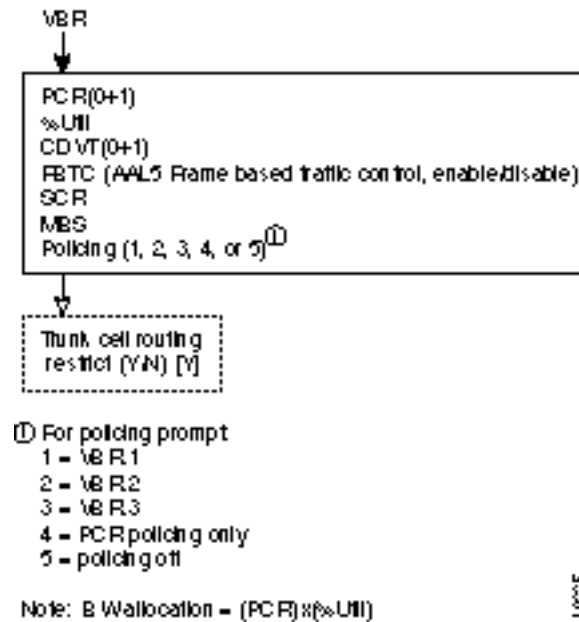 VBR
PCR(0+1)
%Util
CDVT(0+1)
FBTC (AAL5 Frame based traffic control, enable/disable)
SCR
MBS
Policing (1, 2, 3, 4, or 5)①
Trunk cell routing
restrict (Y/N) [Y]
① For policing prompt
1 = VBR.1
2 = VBR.2
3 = VBR.3
4 = PCR policing only
5 = policing off
Note: BW allocation = (PCR)x(%Util)